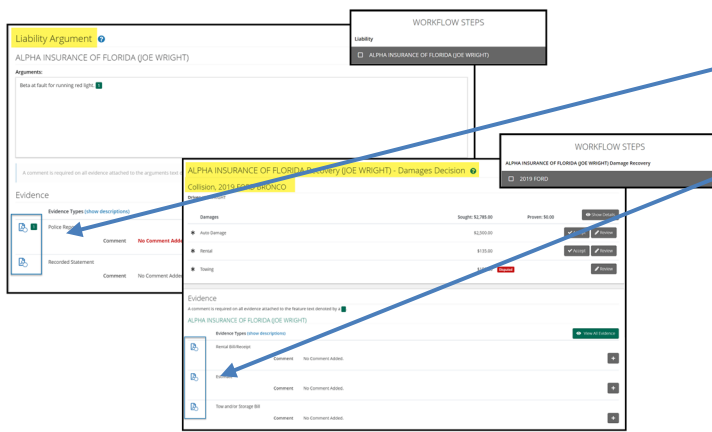 WORKFLOW STEPS
Liability
ALPHA INSURANCE OF FLORIDA (JOE WRIGHT)
Liability Argument ?
ALPHA INSURANCE OF FLORIDA (JOE WRIGHT)
Arguments:
Beta at fault for running red light. 1
A comment is required on all evidence attached to the arguments text
Evidence
Evidence Types (show descriptions)
1 Police
Comment No Comment Added
Recorded Statement
Comment No Comment Added
WORKFLOW STEPS
ALPHA INSURANCE OF FLORIDA (JOE WRIGHT) Damage Recovery
2019 FORD
ALPHA INSURANCE OF FLORIDA Recovery (JOE WRIGHT) - Damages Decision ?
Collision, 2019 FORD BRONCO
Damages Sought: $2,785.00 Proven: $0.00 Show Details
Auto Damage $2,500.00 Accept Review
Rental $135.00 Accept Review
Towing Disputed Review
Evidence
A comment is required on all evidence attached to the feature text denoted by a
ALPHA INSURANCE OF FLORIDA (JOE WRIGHT)
Evidence Types (show descriptions) View All Evidence
Rental Bill/Receipt
Comment No Comment Added. +
Comment No Comment Added. +
Tow and/or Storage Bill
Comment No Comment Added. +